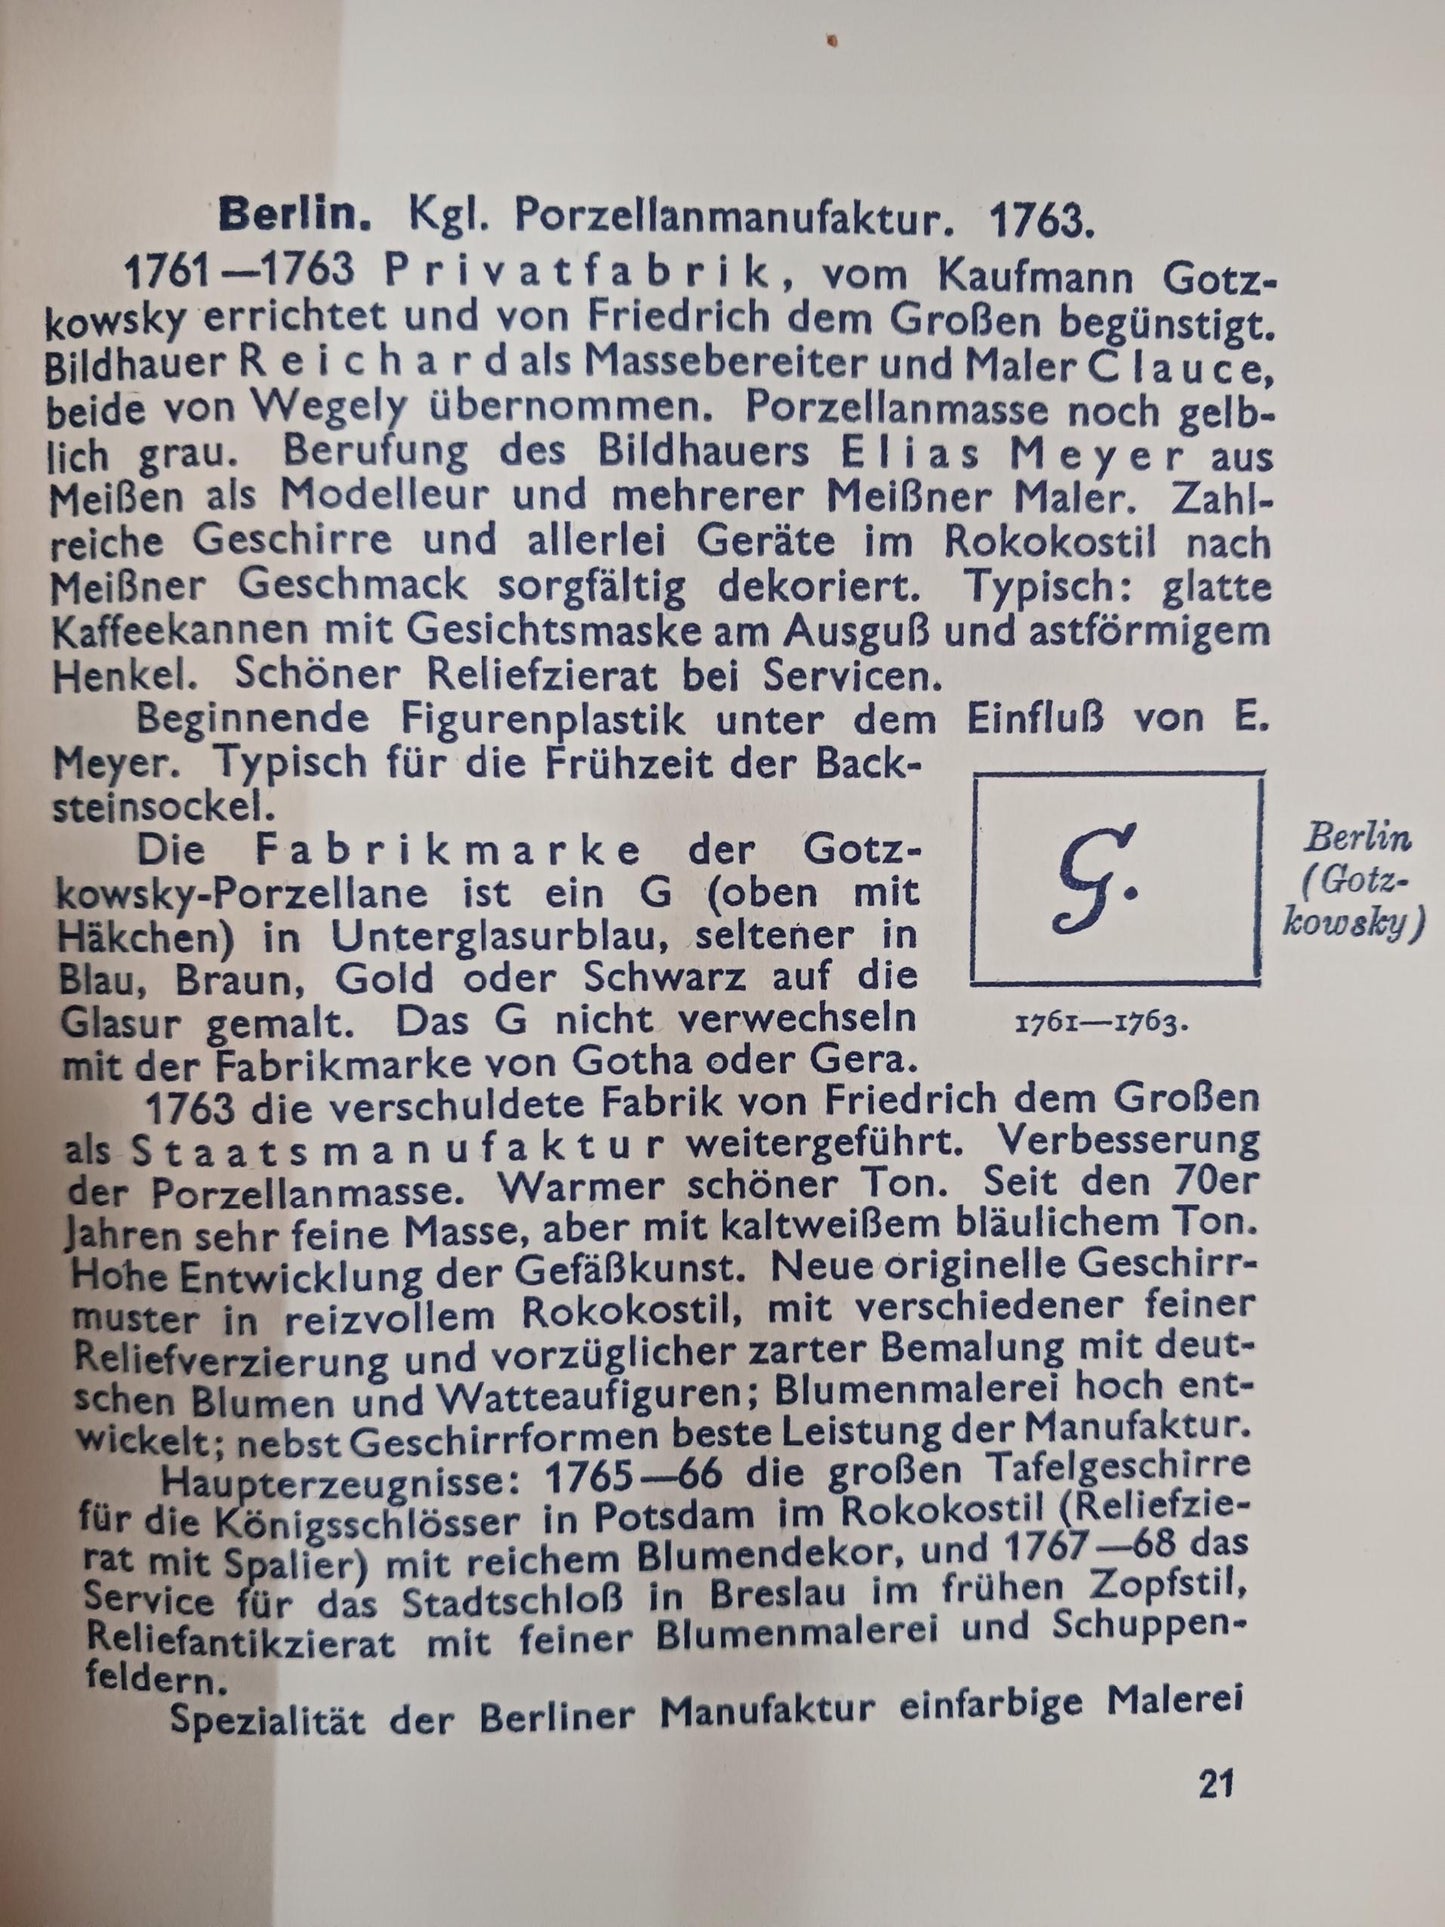 Berlin. Kgl. Porzellanmanufaktur. 1763.
1761—1763 Privatfabrik, vom Kaufmann Gotz-
kowsky errichtet und von Friedrich dem Großen begünstigt.
Bildhauer Reichard als Massebereiter und Maler Clauce,
beide von Wegely übernommen. Porzellanmasse noch gelb-
lich grau. Berufung des Bildhauers Elias Meyer aus
Meißen als Modelleur und mehrerer Meißner Maler. Zahl-
reiche Geschirre und allerlei Geräte im Rokokostil nach
Meißner Geschmack sorgfältig dekoriert. Typisch: glatte
Kaffeekannen mit Gesichtsmaske am Ausguß und astförmigem
Henkel. Schöner Reliefzierat bei Servicen.
Beginnende Figurenplastik unter dem Einfluß von E.
Meyer. Typisch für die Frühzeit der Back-
steinsockel.
Die Fabrikmarke der Gotz-
kowsky-Porzellane ist ein G (oben mit
Häkchen) in Unterglasurblau, seltener in
Blau, Braun, Gold oder Schwarz auf die
Glasur gemalt. Das G nicht verwechseln
mit der Fabrikmarke von Gotha oder Gera.
G.
Berlin
(Gotz-
kowsky)
1761—1763.
1763 die verschuldete Fabrik von Friedrich dem Großen
als Staatsmanufaktur weitergeführt. Verbesserung
der Porzellanmasse. Warmer schöner Ton. Seit den 70er
Jahren sehr feine Masse, aber mit kaltweißem bläulichem Ton.
Hohe Entwicklung der Gefäßkunst. Neue originelle Geschirr-
muster in reizvollem Rokokostil, mit verschiedener feiner
Reliefverzierung und vorzüglicher zarter Bemalung mit deut-
schen Blumen und Watteaufiguren; Blumenmalerei hoch ent-
wickelt; nebst Geschirrformen beste Leistung der Manufaktur.
Haupterzeugnisse: 1765—66 die großen Tafelgeschirre
für die Königsschlösser in Potsdam im Rokokostil (Reliefzie-
rat mit Spalier) mit reichem Blumendekor, und 1767—68 das
Service für das Stadtschloß in Breslau im frühen Zopfstil,
Reliefantikzierat mit feiner Blumenmalerei und Schuppen-
feldern.
Spezialität der Berliner Manufaktur einfarbige Malerei
21